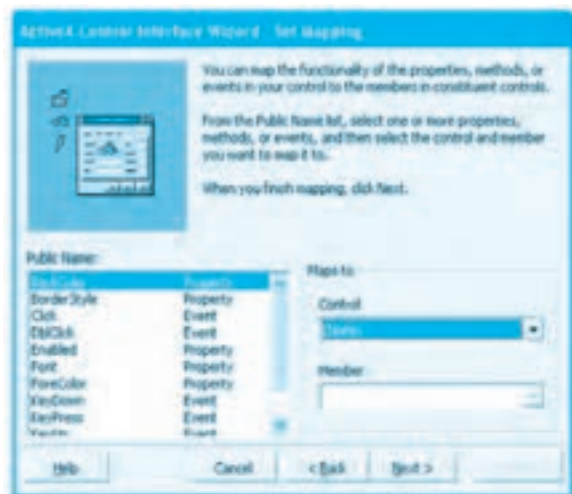 ActiveX Control Interface Wizard - Set Mapping
You can map the functionality of the properties, methods, or
events in your control to the members in constituent controls.
From the Public Name list, select one or more properties,
methods, or events, and then select the control and member
you want to map it to.
When you finish mapping, click Next.
Public Name:
BackColor Property
BorderStyle Property
Click Event
DblClick Event
Enabled Property
Font Property
ForeColor Property
KeyDown Event
KeyPress Event
KeyUp Event
Maps to
Control
(None)
Member
Help
Cancel
< Back
Next >